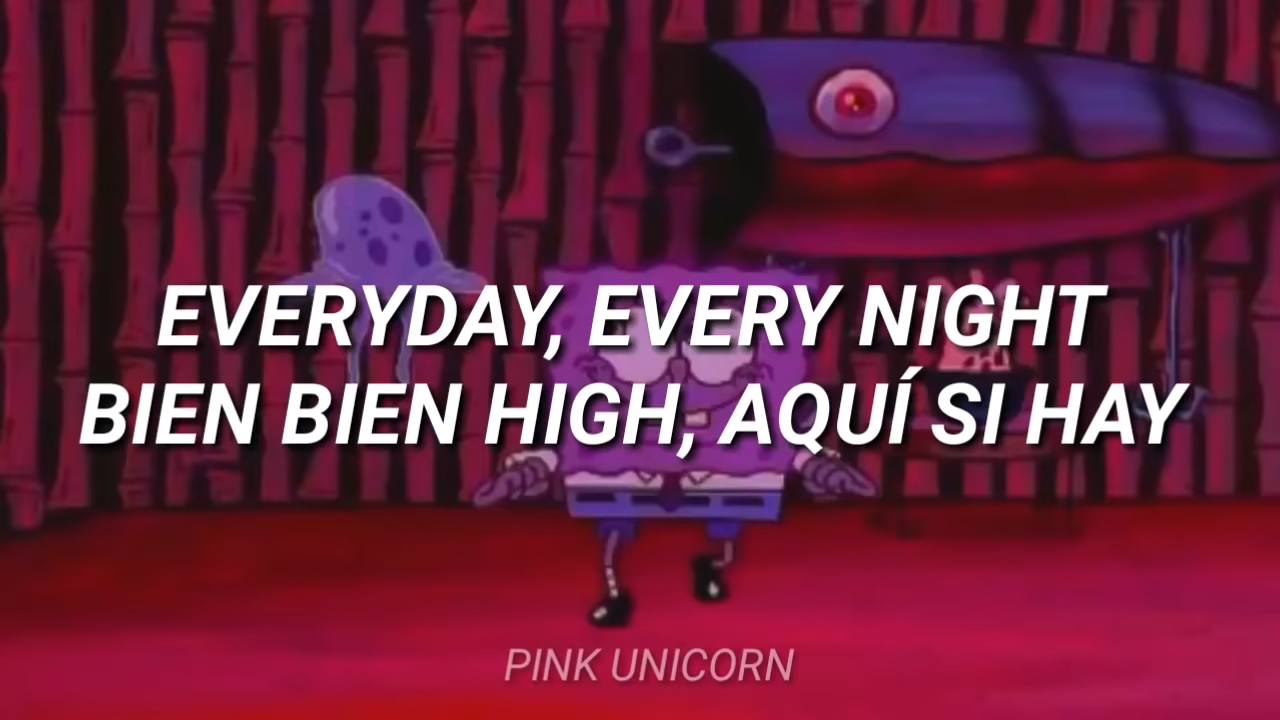 EVERYDAY, EVERY NIGHT
BIEN BIEN HIGH, AQUÍ SI HAY
PINK UNICORN